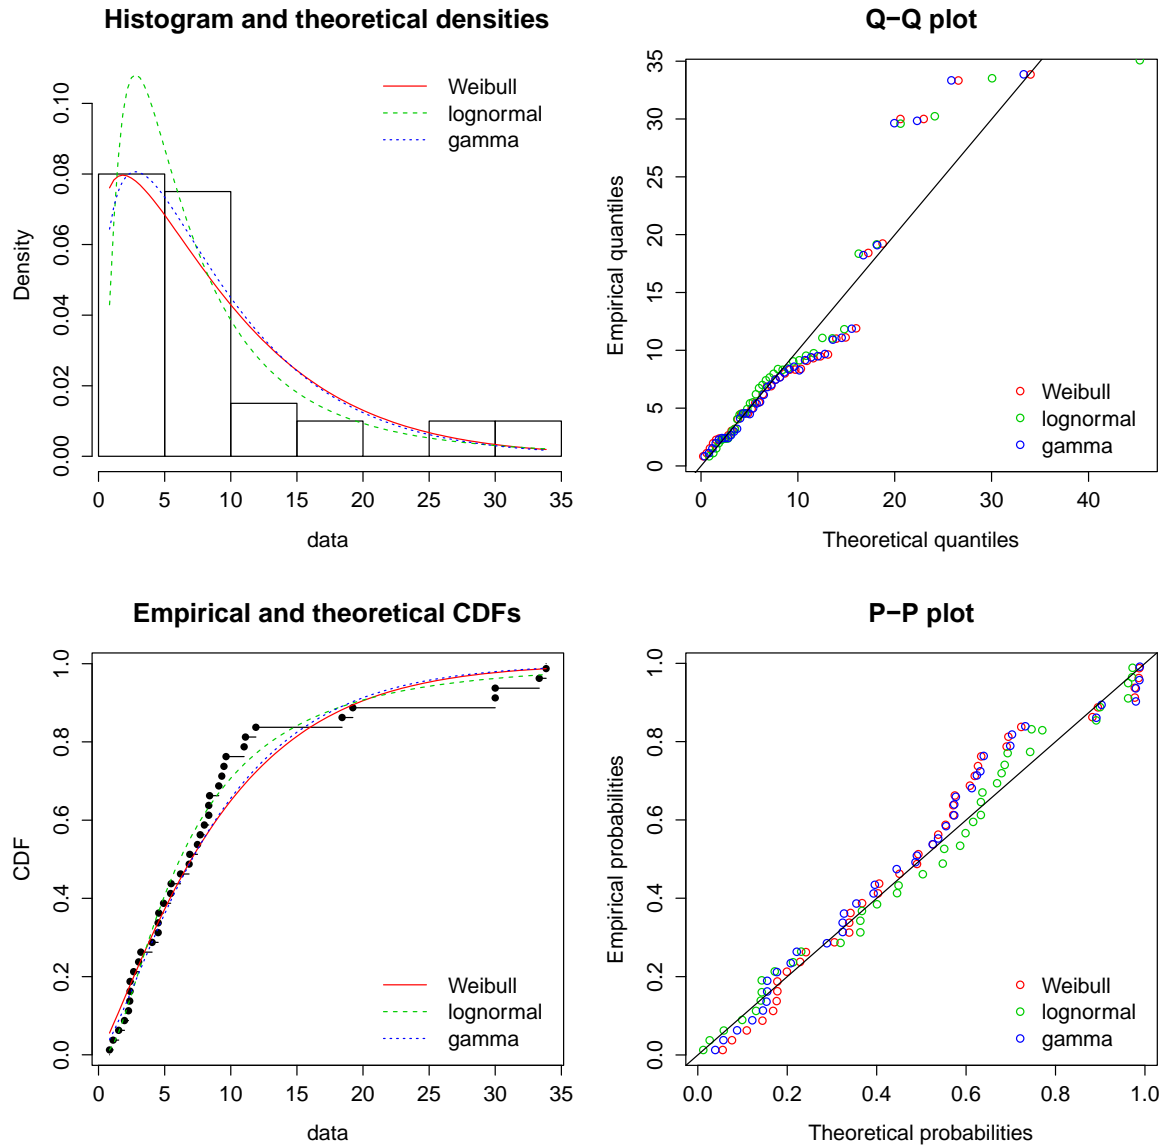 Histogram and theoretical densities
Weibull
lognormal
gamma
Density
0.00 0.02 0.04 0.06 0.08 0.10
0 5 10 15 20 25 30 35
data
Q−Q plot
Empirical quantiles
0 5 10 15 20 25 30 35
Weibull
lognormal
gamma
0 10 20 30 40
Theoretical quantiles
Empirical and theoretical CDFs
CDF
0.0 0.2 0.4 0.6 0.8 1.0
Weibull
lognormal
gamma
0 5 10 15 20 25 30 35
data
P−P plot
Empirical probabilities
0.0 0.2 0.4 0.6 0.8 1.0
Weibull
lognormal
gamma
0.0 0.2 0.4 0.6 0.8 1.0
Theoretical probabilities